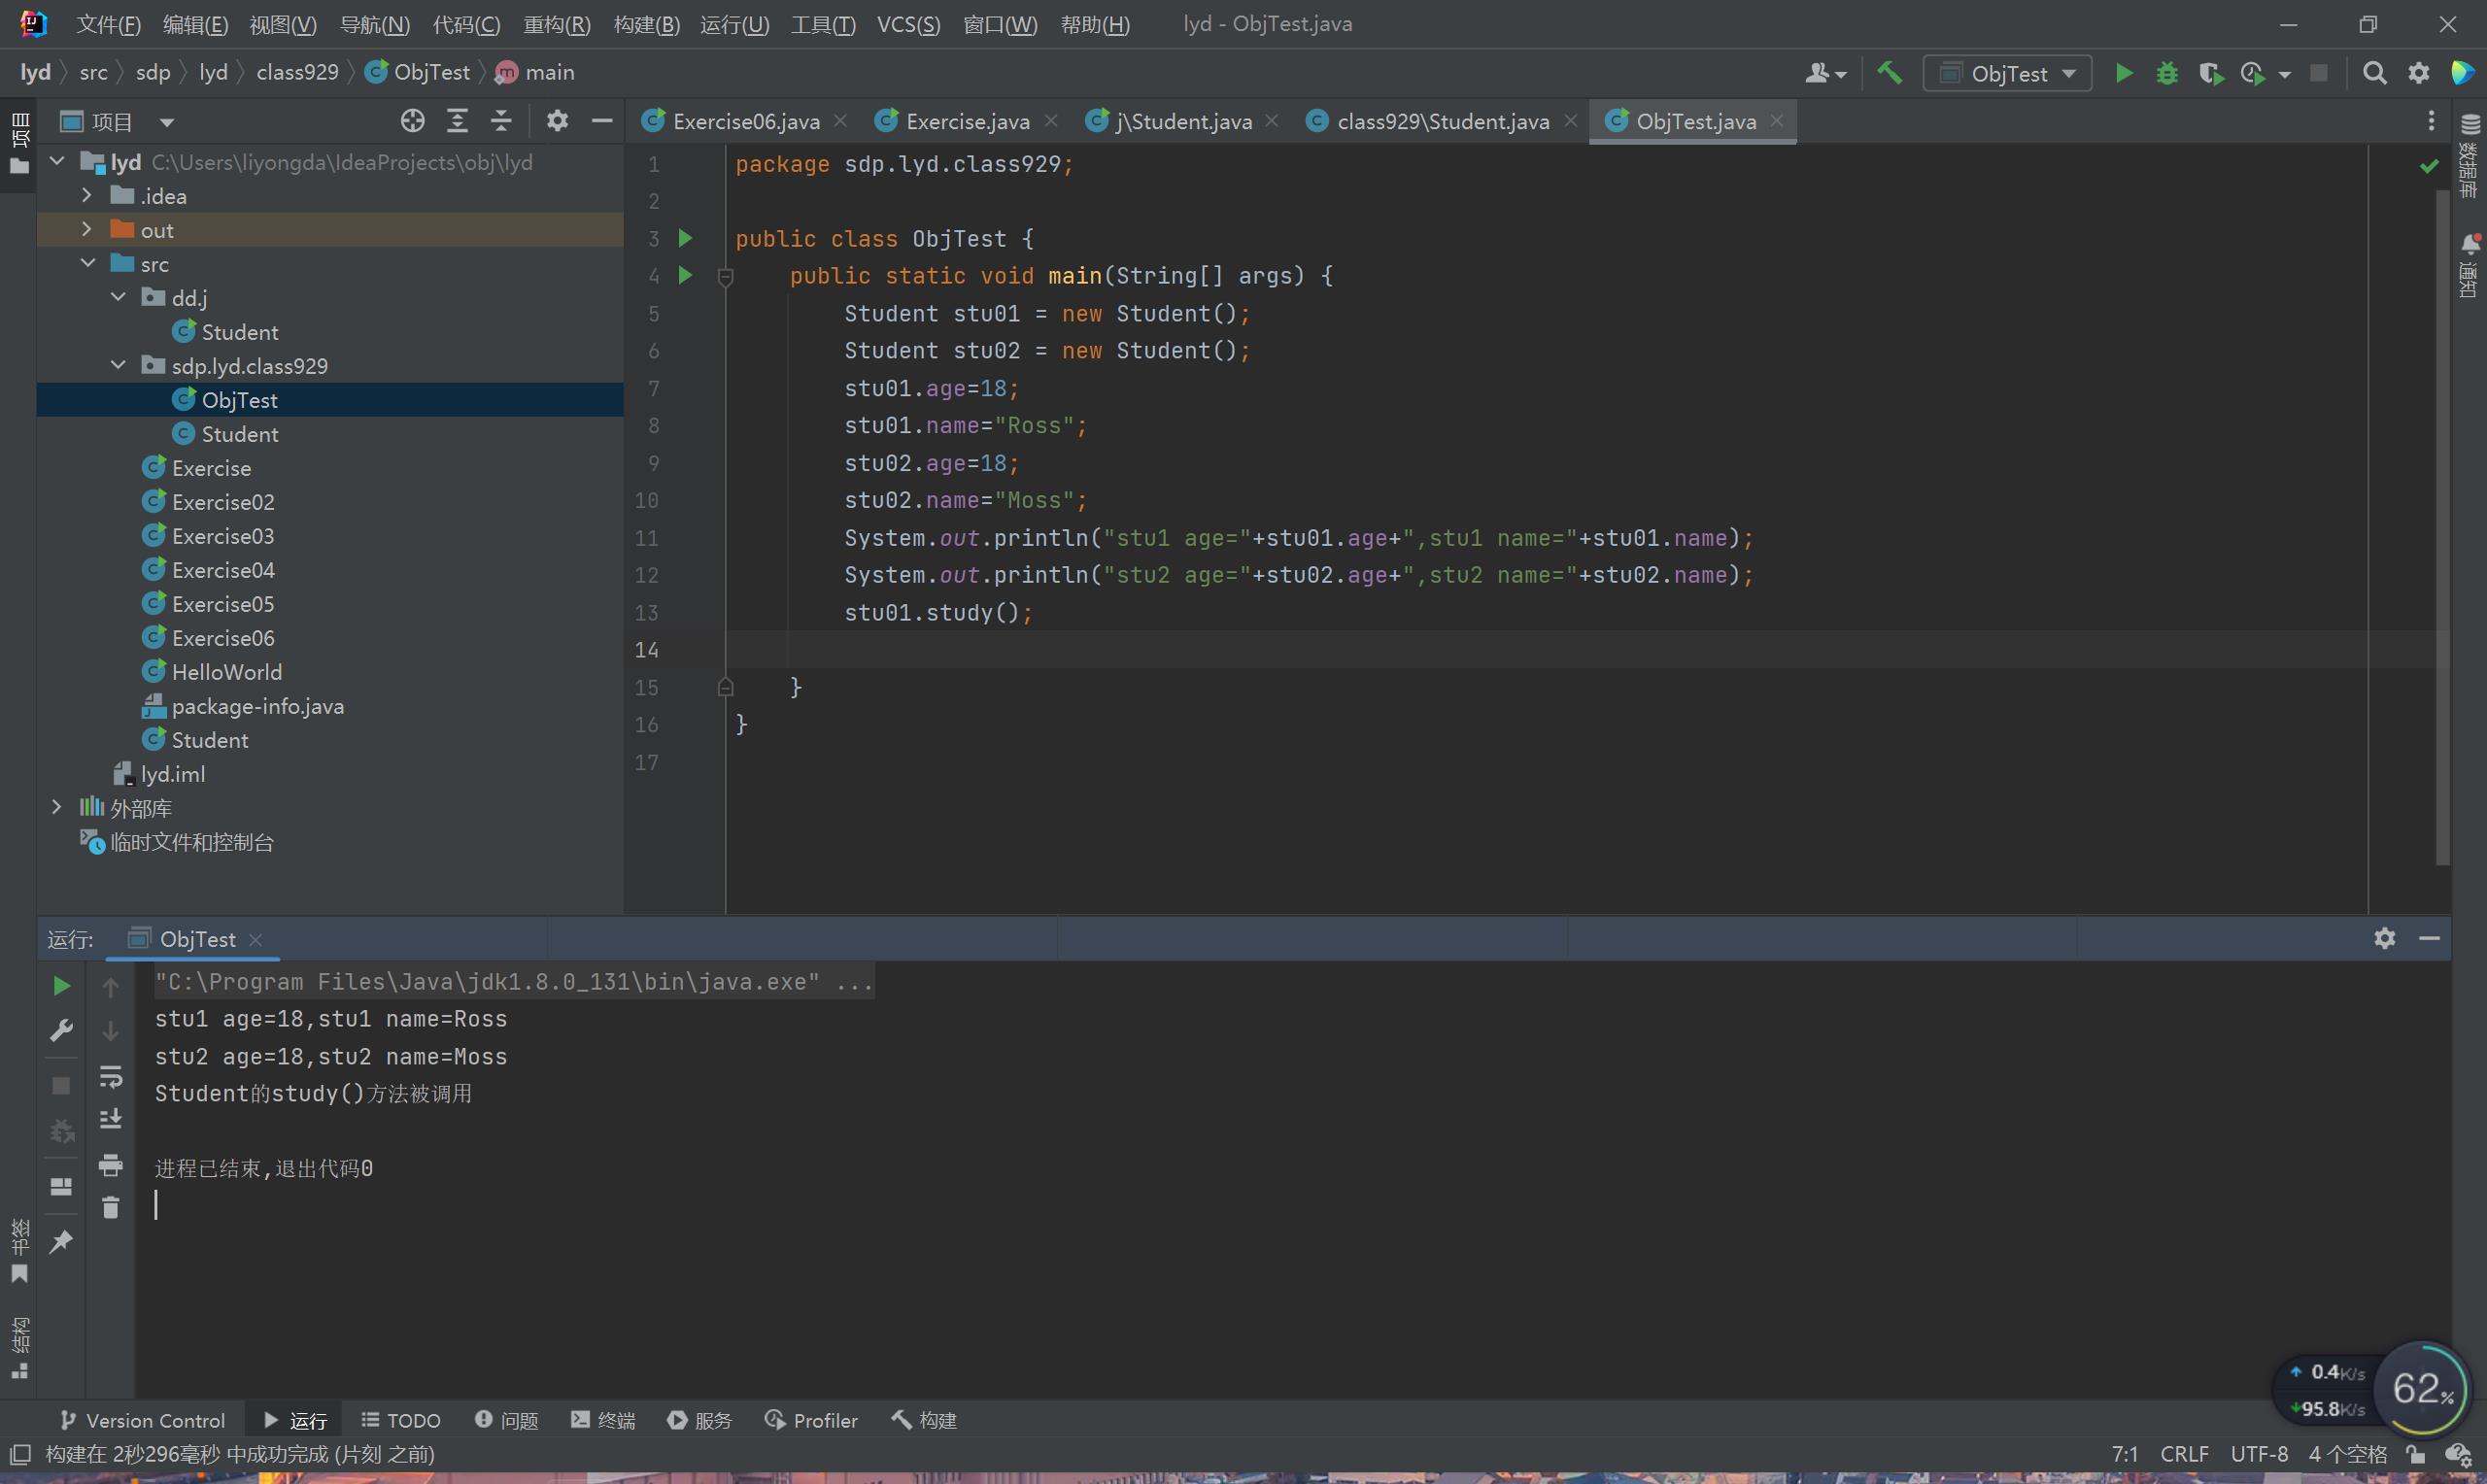 文件(F) 编辑(E) 视图(V) 导航(N) 代码(C) 重构(R) 构建(B) 运行(U) 工具(T) VCS(S) 窗口(W) 帮助(H) lyd - ObjTest.java
lyd src sdp lyd class929 ObjTest main
ObjTest
项目
项目
Exercise06.java Exercise.java j\Student.java class929\Student.java ObjTest.java
lyd C:\Users\liyongda\IdeaProjects\obj\lyd
.idea
out
src
dd.j
Student
sdp.lyd.class929
ObjTest
Student
Exercise
Exercise02
Exercise03
Exercise04
Exercise05
Exercise06
HelloWorld
package-info.java
Student
lyd.iml
外部库
临时文件和控制台
1 package sdp.lyd.class929;
2
3 public class ObjTest {
4 public static void main(String[] args) {
5 Student stu01 = new Student();
6 Student stu02 = new Student();
7 stu01.age=18;
8 stu01.name="Ross";
9 stu02.age=18;
10 stu02.name="Moss";
11 System.out.println("stu1 age="+stu01.age+",stu1 name="+stu01.name);
12 System.out.println("stu2 age="+stu02.age+",stu2 name="+stu02.name);
13 stu01.study();
14
15 }
16 }
17
数据库
通知
运行: ObjTest
"C:\Program Files\Java\jdk1.8.0_131\bin\java.exe" ...
stu1 age=18,stu1 name=Ross
stu2 age=18,stu2 name=Moss
Student的study()方法被调用
进程已结束,退出代码0
书签
结构
0.4K/s
95.8K/s
62%
Version Control 运行 TODO 问题 终端 服务 Profiler 构建
构建在 2秒296毫秒 中成功完成 (片刻 之前)
7:1 CRLF UTF-8 4 个空格